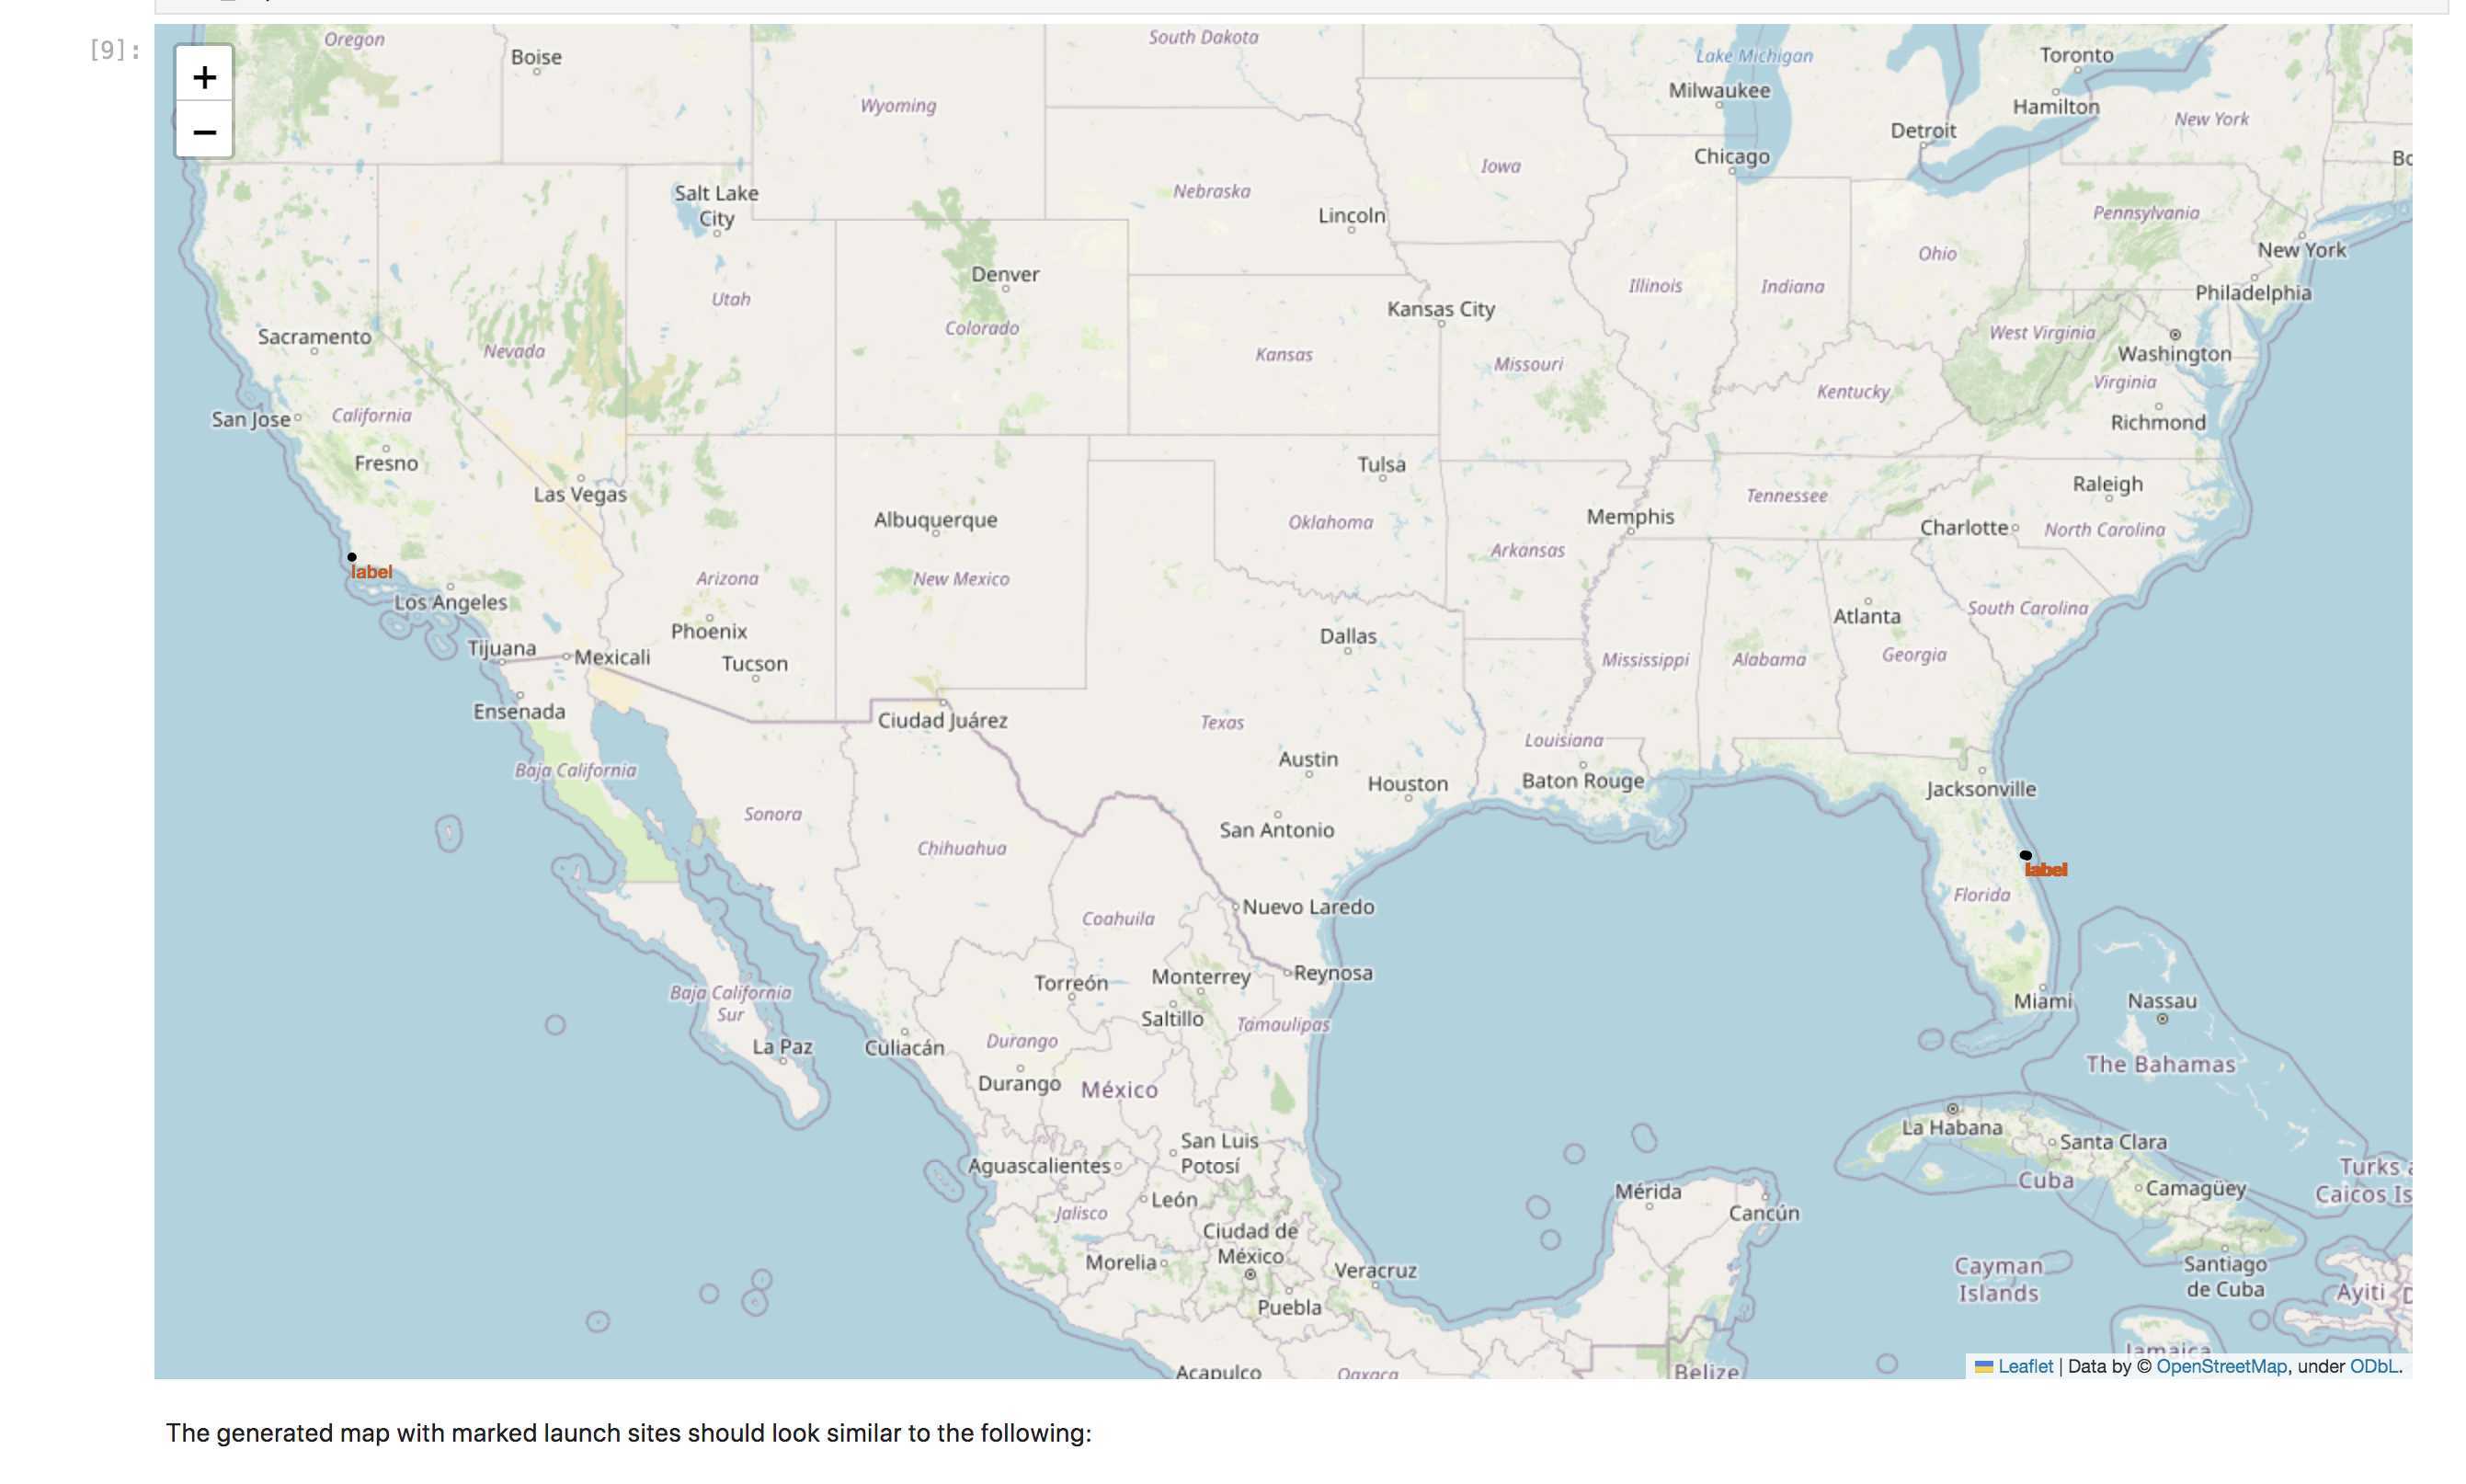 [9]:
+
−
Oregon
Boise
South Dakota
Lake Michigan
Toronto
Wyoming
Milwaukee
Hamilton
New York
Detroit
Chicago
Iowa
Salt Lake
City
Nebraska
Lincoln
Pennsylvania
New York
Ohio
Denver
Utah
Illinois
Indiana
Philadelphia
Kansas City
Colorado
Sacramento
Nevada
Kansas
Missouri
West Virginia
Washington
Virginia
Kentucky
San Jose
California
Richmond
Fresno
Tulsa
Las Vegas
Raleigh
Tennessee
Albuquerque
Oklahoma
Memphis
Charlotte
North Carolina
Arkansas
label
Arizona
New Mexico
Los Angeles
South Carolina
Atlanta
Phoenix
Dallas
Tijuana
Mexicali
Tucson
Mississippi
Alabama
Georgia
Ensenada
Ciudad Juárez
Texas
Louisiana
Austin
Baja California
Houston
Baton Rouge
Jacksonville
Sonora
San Antonio
Chihuahua
label
Florida
Coahuila
Nuevo Laredo
Torreón
Monterrey
Reynosa
Baja California
Sur
Miami
Nassau
Saltillo
Tamaulipas
La Paz
Culiacán
Durango
The Bahamas
Durango
México
La Habana
San Luis
Potosí
Santa Clara
Aguascalientes
Turks
Caicos Is
Cuba
Camagüey
Mérida
León
Jalisco
Cancún
Ciudad de
México
Morelia
Veracruz
Cayman
Islands
Santiago
de Cuba
Ayiti
Puebla
Jamaica
Acapulco
Oaxaca
Belize
Leaflet | Data by © OpenStreetMap, under ODbL.
The generated map with marked launch sites should look similar to the following: